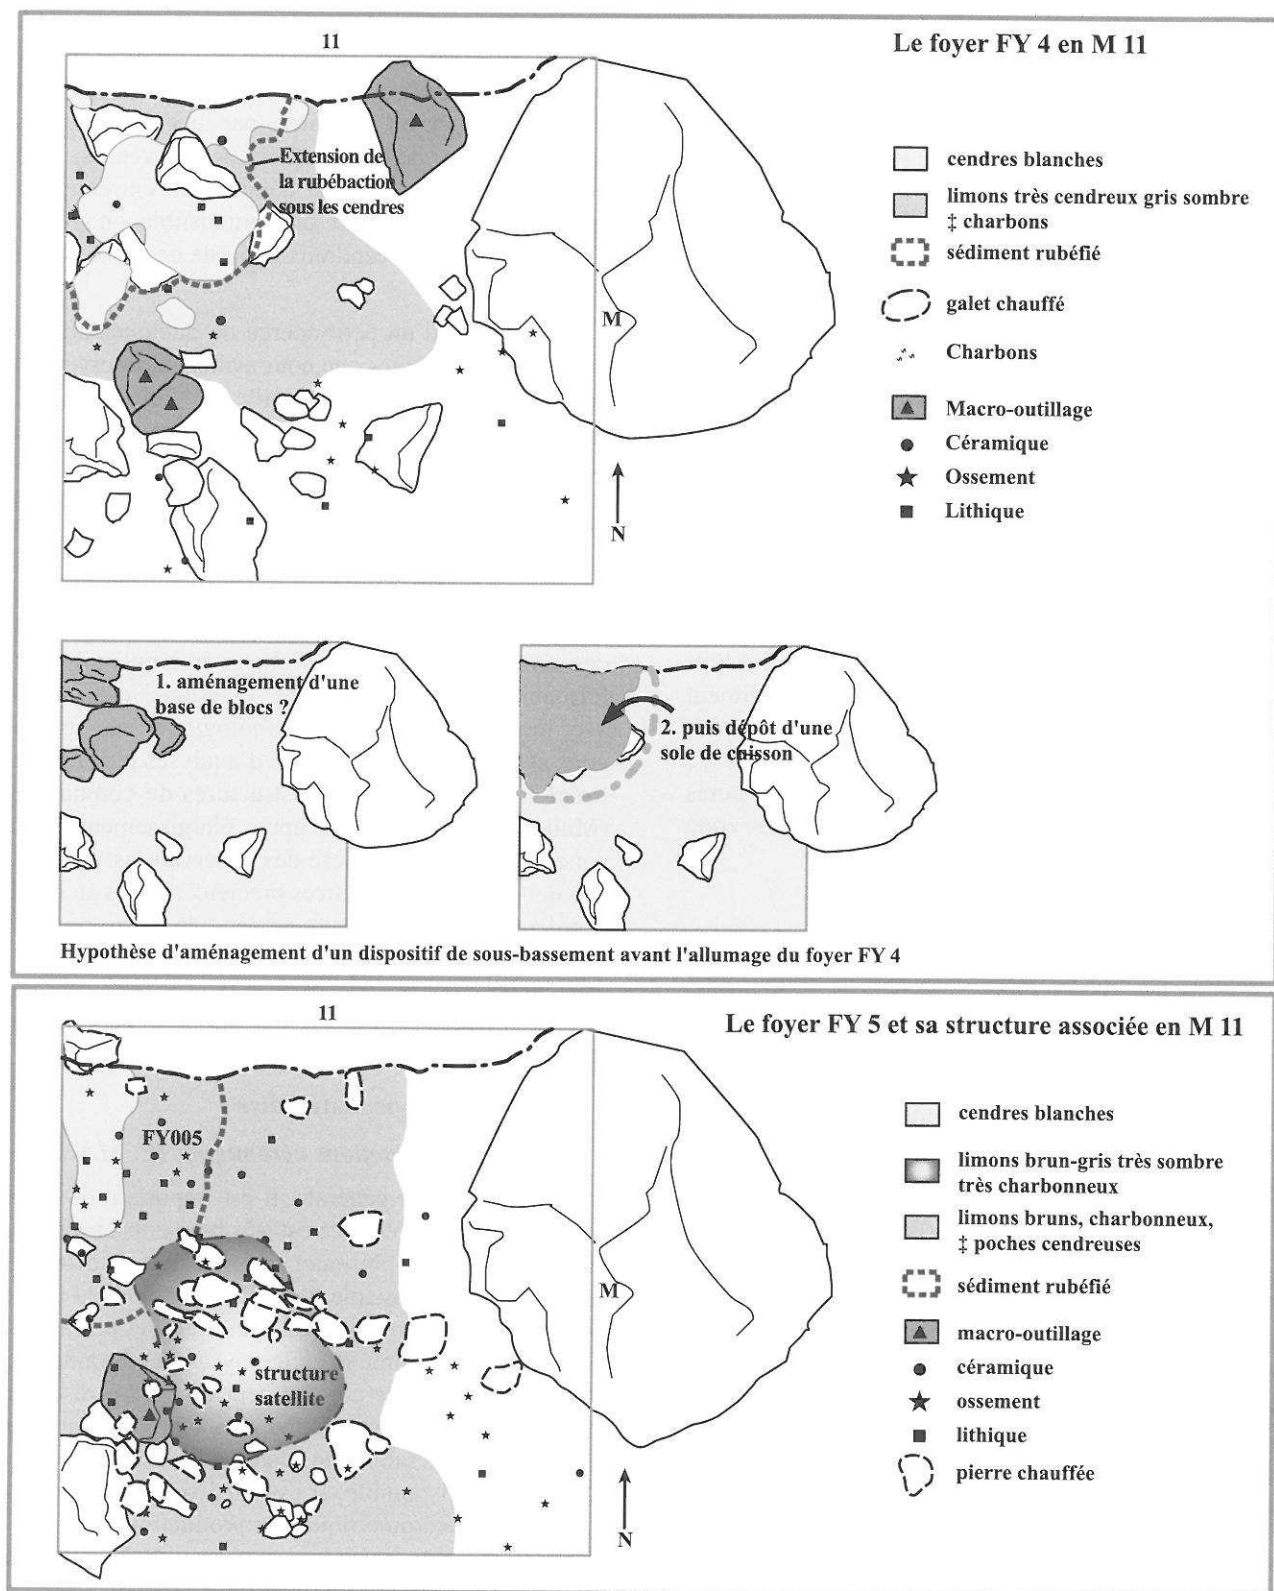 Le foyer FY 4 en M 11
11
Extension de
la rubébaction
sous les cendres
M
N
cendres blanches
limons très cendreux gris sombre
‡ charbons
sédiment rubéfié
galet chauffé
Charbons
Macro-outillage
Céramique
Ossement
Lithique
1. aménagement d'une
base de blocs ?
2. puis dépôt d'une
sole de cuisson
Hypothèse d'aménagement d'un dispositif de sous-bassement avant l'allumage du foyer FY 4
Le foyer FY 5 et sa structure associée en M 11
11
FY005
structure
satellite
M
N
cendres blanches
limons brun-gris très sombre
très charbonneux
limons bruns, charbonneux,
‡ poches cendreuses
sédiment rubéfié
macro-outillage
céramique
ossement
lithique
pierre chauffée